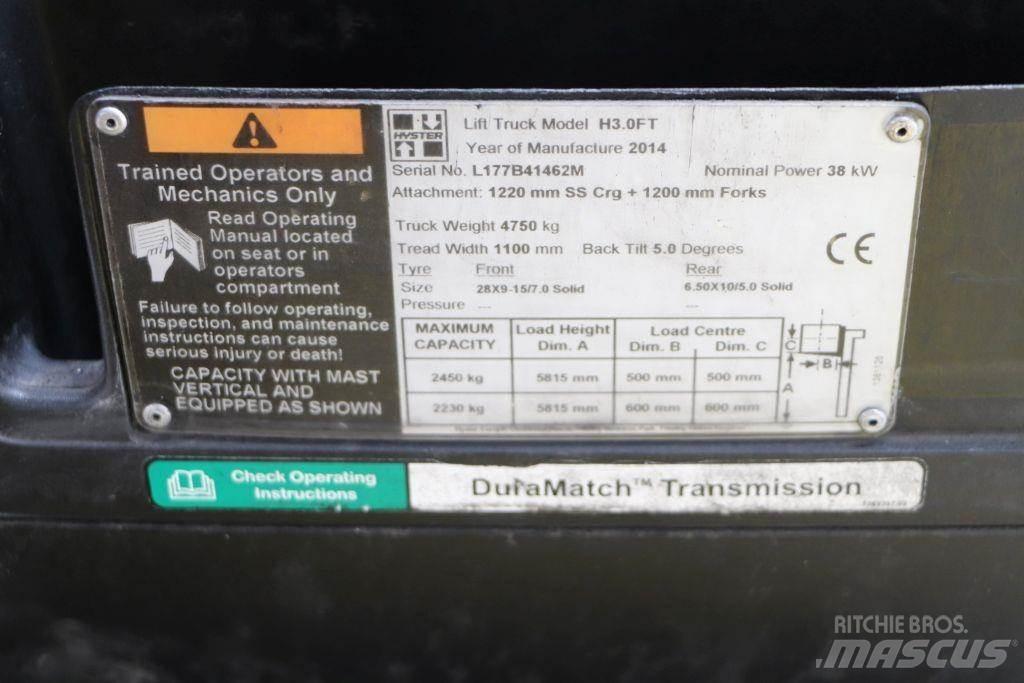 Trained Operators and
Mechanics Only
Read Operating
Manual located
on seat or in
operators
compartment
Failure to follow operating,
inspection, and maintenance
instructions can cause
serious injury or death!
CAPACITY WITH MAST
VERTICAL AND
EQUIPPED AS SHOWN
HYSTER
Lift Truck Model H3.0FT
Year of Manufacture 2014
Serial No. L177B41462M Nominal Power 38 kW
Attachment: 1220 mm SS Crg + 1200 mm Forks
Truck Weight 4750 kg
Tread Width 1100 mm Back Tilt 5.0 Degrees
CE
Tyre Front Rear
Size 28X9-15/7.0 Solid 6.50X10/5.0 Solid
Pressure --- ---
MAXIMUM CAPACITY Load Height Dim. A Load Centre Dim. B Dim. C
2450 kg 5815 mm 500 mm 500 mm
2230 kg 5815 mm 600 mm 600 mm
C
B
A
Check Operating
Instructions
DuraMatch™ Transmission
RITCHIE BROS.
MASCUS